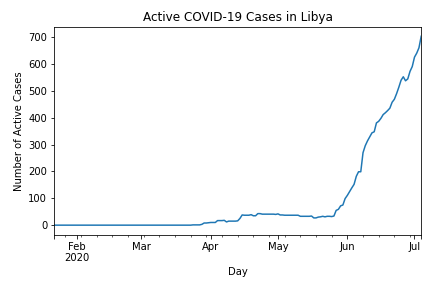 Active COVID-19 Cases in Libya
Number of Active Cases
700
600
500
400
300
200
100
0
Feb
2020
Mar
Apr
May
Jun
Jul
Day